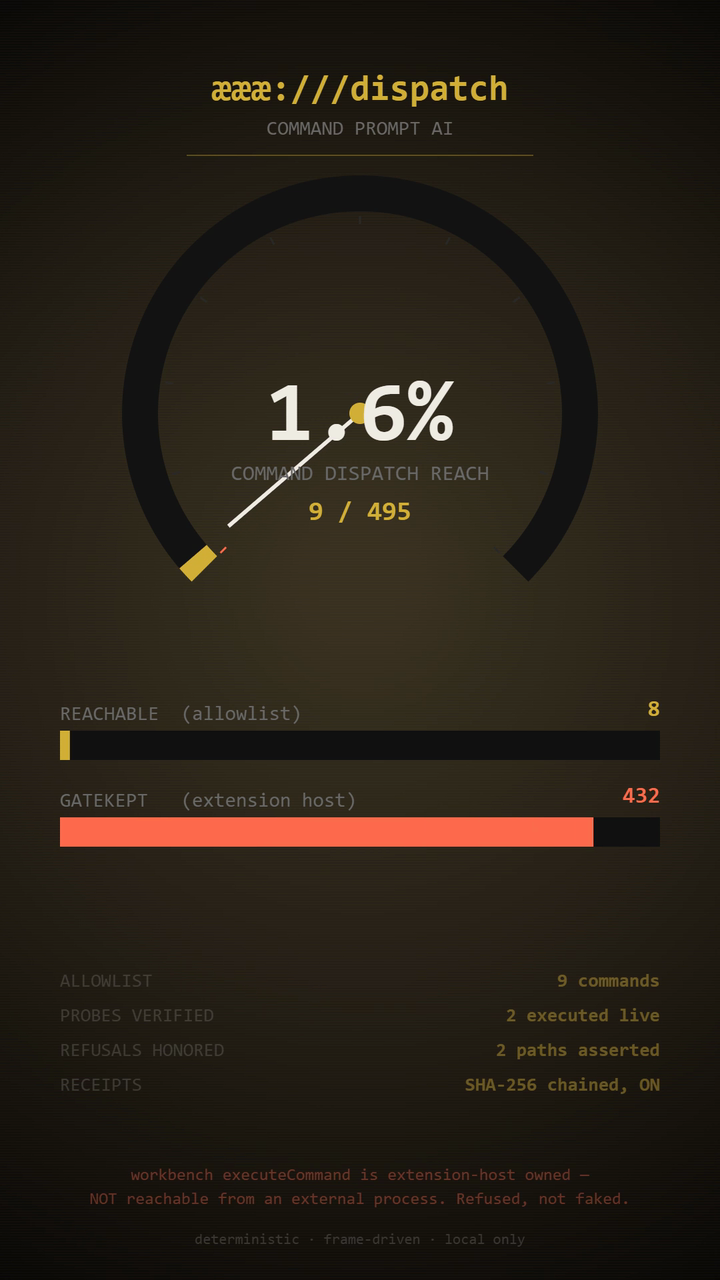 æææ:///dispatch
COMMAND PROMPT AI
1.6%
COMMAND DISPATCH REACH
9 / 495
REACHABLE (allowlist) 8
GATEKEPT (extension host) 432
ALLOWLIST 9 commands
PROBES VERIFIED 2 executed live
REFUSALS HONORED 2 paths asserted
RECEIPTS SHA-256 chained, ON
workbench executeCommand is extension-host owned —
NOT reachable from an external process. Refused, not faked.
deterministic · frame-driven · local only